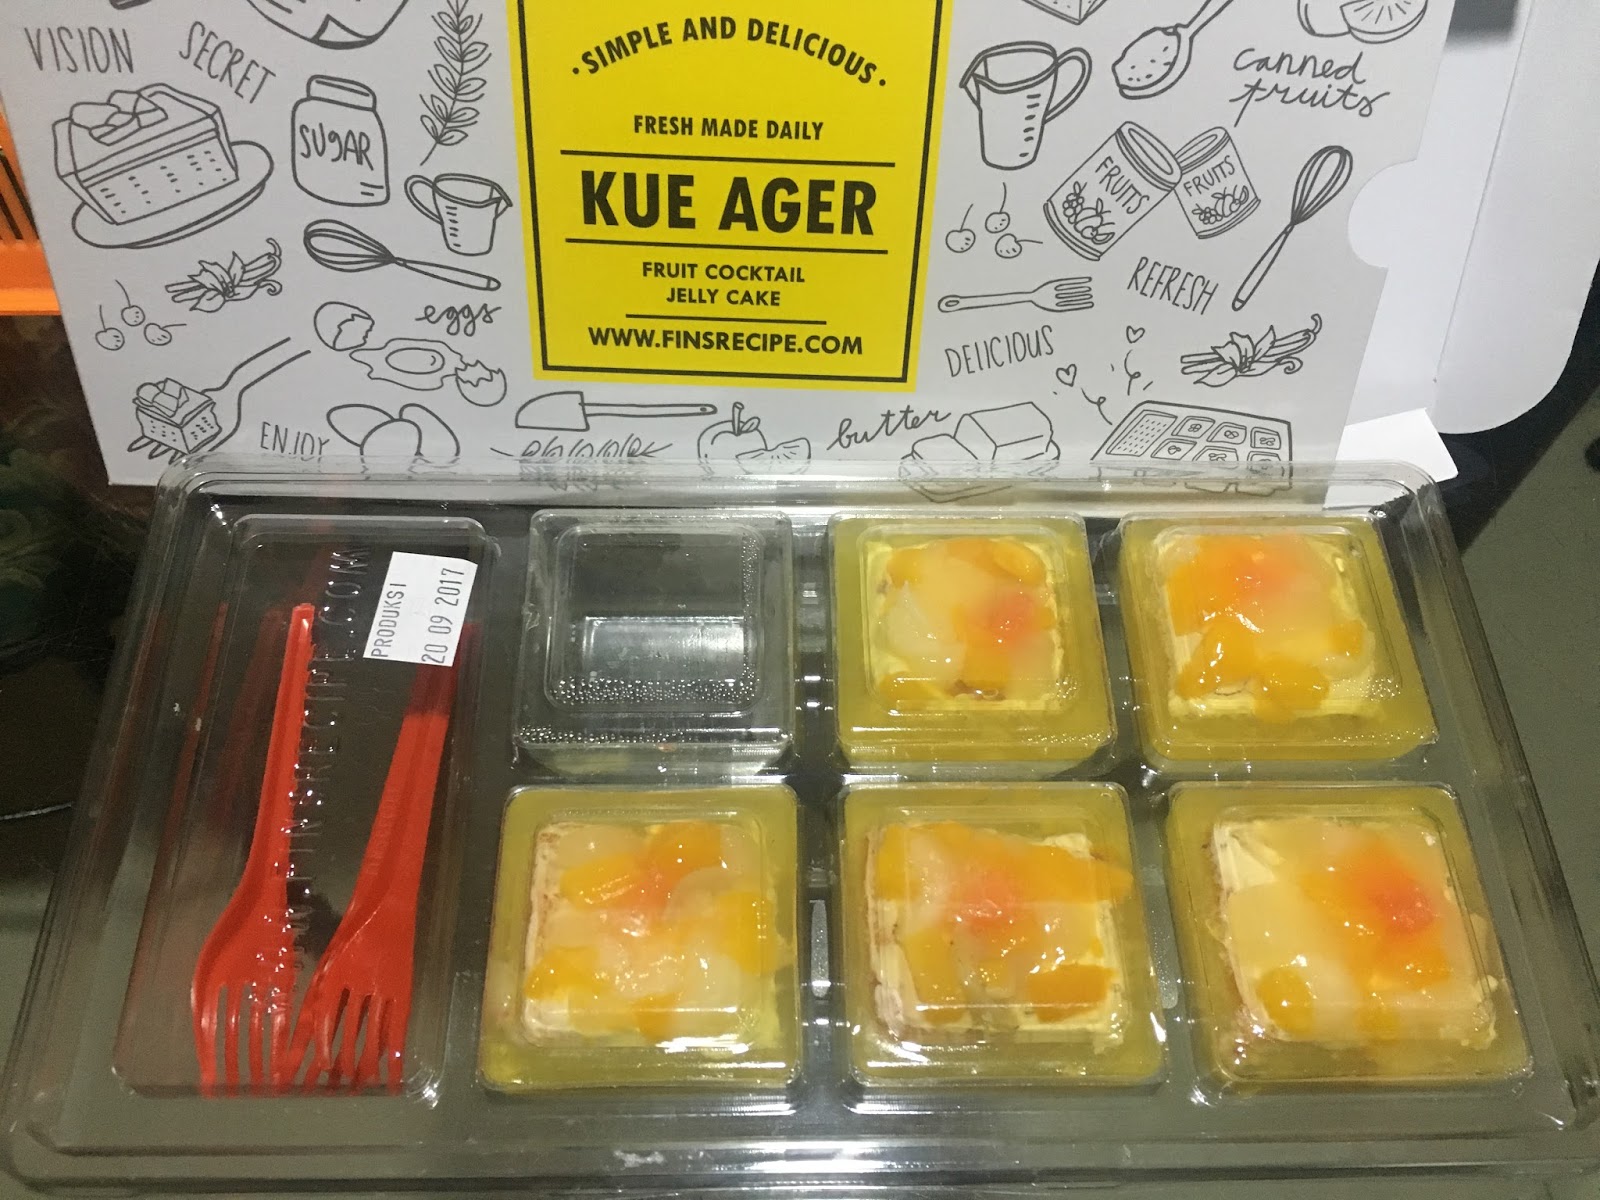 VISION
SECRET
SUGAR
eggs
ENJOY
·SIMPLE AND DELICIOUS·
FRESH MADE DAILY
KUE AGER
FRUIT COCKTAIL
JELLY CAKE
WWW.FINSRECIPE.COM
canned
fruits
FRUITS
FRUITS
REFRESH
DELICIOUS
butter
PRODUKSI
20 09 2017